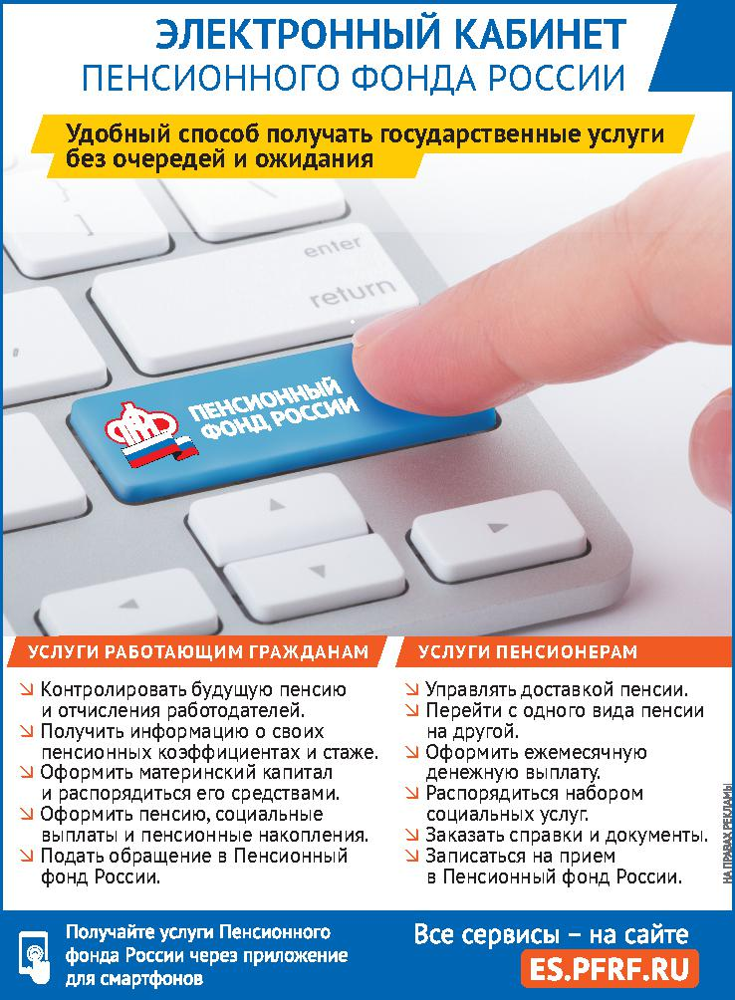 ЭЛЕКТРОННЫЙ КАБИНЕТ
ПЕНСИОННОГО ФОНДА РОССИИ
Удобный способ получать государственные услуги
без очередей и ожидания
enter
return
ПЕНСИОННЫЙ
ФОНД РОССИИ
УСЛУГИ РАБОТАЮЩИМ ГРАЖДАНАМ
Контролировать будущую пенсию
и отчисления работодателей.
Получить информацию о своих
пенсионных коэффициентах и стаже.
Оформить материнский капитал
и распорядиться его средствами.
Оформить пенсию, социальные
выплаты и пенсионные накопления.
Подать обращение в Пенсионный
фонд России.
УСЛУГИ ПЕНСИОНЕРАМ
Управлять доставкой пенсии.
Перейти с одного вида пенсии
на другой.
Оформить ежемесячную
денежную выплату.
Распорядиться набором
социальных услуг.
Заказать справки и документы.
Записаться на прием
в Пенсионный фонд России.
НА ПРАВАХ РЕКЛАМЫ
Получайте услуги Пенсионного
фонда России через приложение
для смартфонов
Все сервисы – на сайте
ES.PFRF.RU